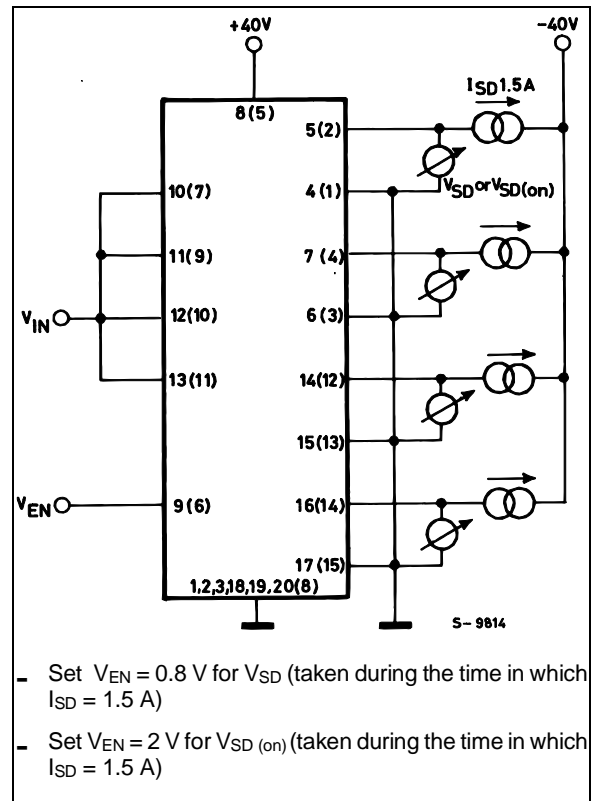 +40V
-40V
ISD 1.5A
8(5)
5(2)
VSD or VSD(on)
10(7)
4(1)
11(9)
7(4)
VIN
12(10)
6(3)
13(11)
14(12)
15(13)
VEN
9(6)
16(14)
17(15)
1,2,3,18,19,20(8)
S-9814
- Set VEN = 0.8 V for VSD (taken during the time in which
ISD = 1.5 A)
- Set VEN = 2 V for VSD (on) (taken during the time in which
ISD = 1.5 A)